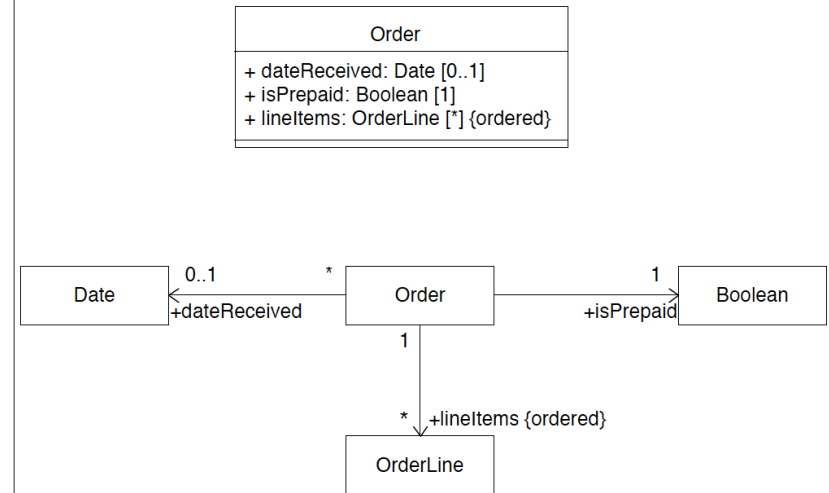 Order
+ dateReceived: Date [0..1]
+ isPrepaid: Boolean [1]
+ lineItems: OrderLine [*] {ordered}
0..1 * 1
Date Order Boolean
+dateReceived +isPrepaid
1
* +lineItems {ordered}
OrderLine